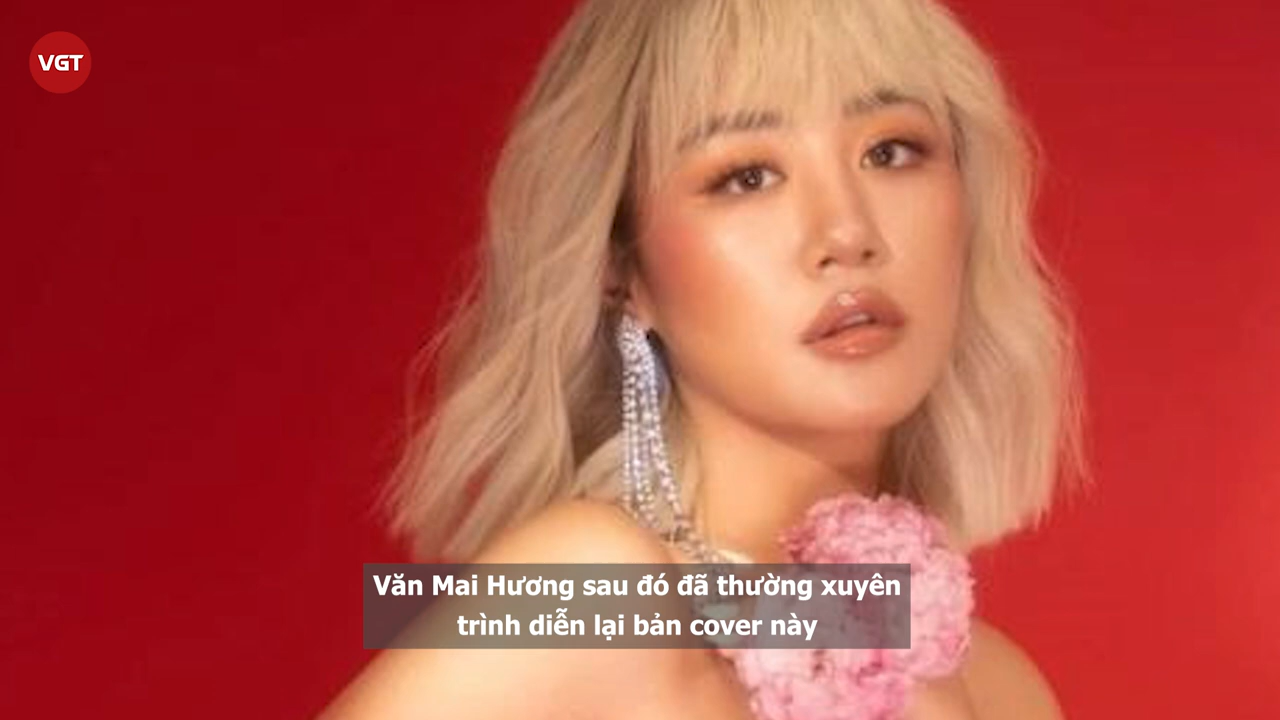 VGT
Văn Mai Hương sau đó đã thường xuyên
trình diễn lại bản cover này